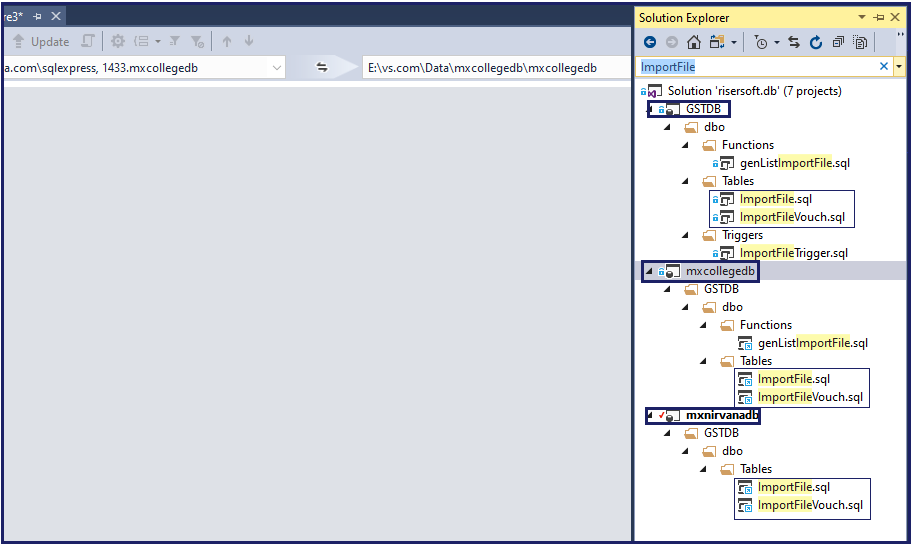 re3*
Solution Explorer
Update
a.com\sqlexpress, 1433.mxcollegedb
E:\vs.com\Data\mxcollegedb\mxcollegedb
ImportFile
Solution 'risersoft.db' (7 projects)
GSTDB
dbo
Functions
genListImportFile.sql
Tables
ImportFile.sql
ImportFileVouch.sql
Triggers
ImportFileTrigger.sql
mxcollegedb
GSTDB
dbo
Functions
genListImportFile.sql
Tables
ImportFile.sql
ImportFileVouch.sql
mxnirvanadb
GSTDB
dbo
Tables
ImportFile.sql
ImportFileVouch.sql